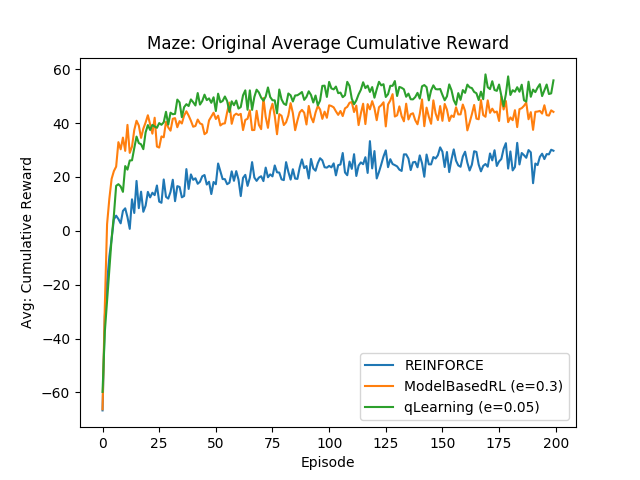 Maze: Original Average Cumulative Reward
Avg: Cumulative Reward
60
40
20
0
−20
−40
−60
0
25
50
75
100
125
150
175
200
Episode
REINFORCE
ModelBasedRL (e=0.3)
qLearning (e=0.05)